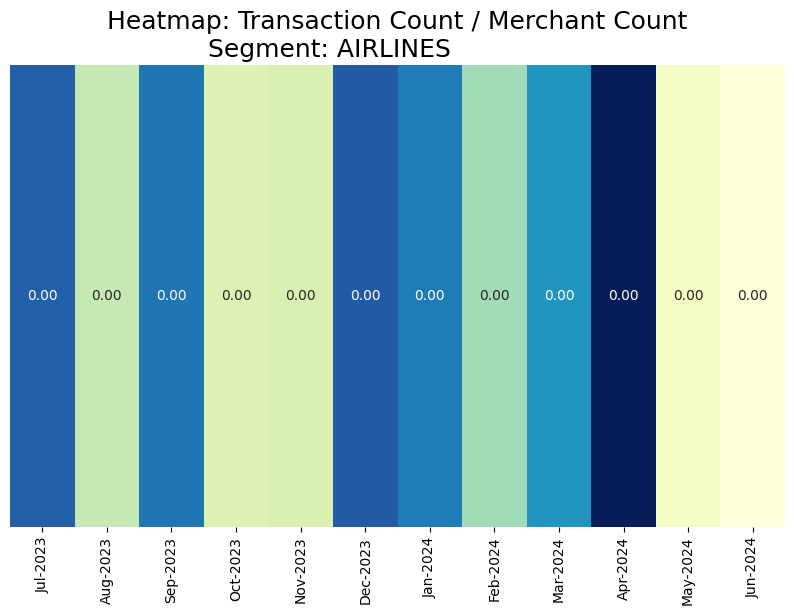 Heatmap: Transaction Count / Merchant Count
Segment: AIRLINES
0.00 0.00 0.00 0.00 0.00 0.00 0.00 0.00 0.00 0.00 0.00 0.00
Jul-2023 Aug-2023 Sep-2023 Oct-2023 Nov-2023 Dec-2023 Jan-2024 Feb-2024 Mar-2024 Apr-2024 May-2024 Jun-2024